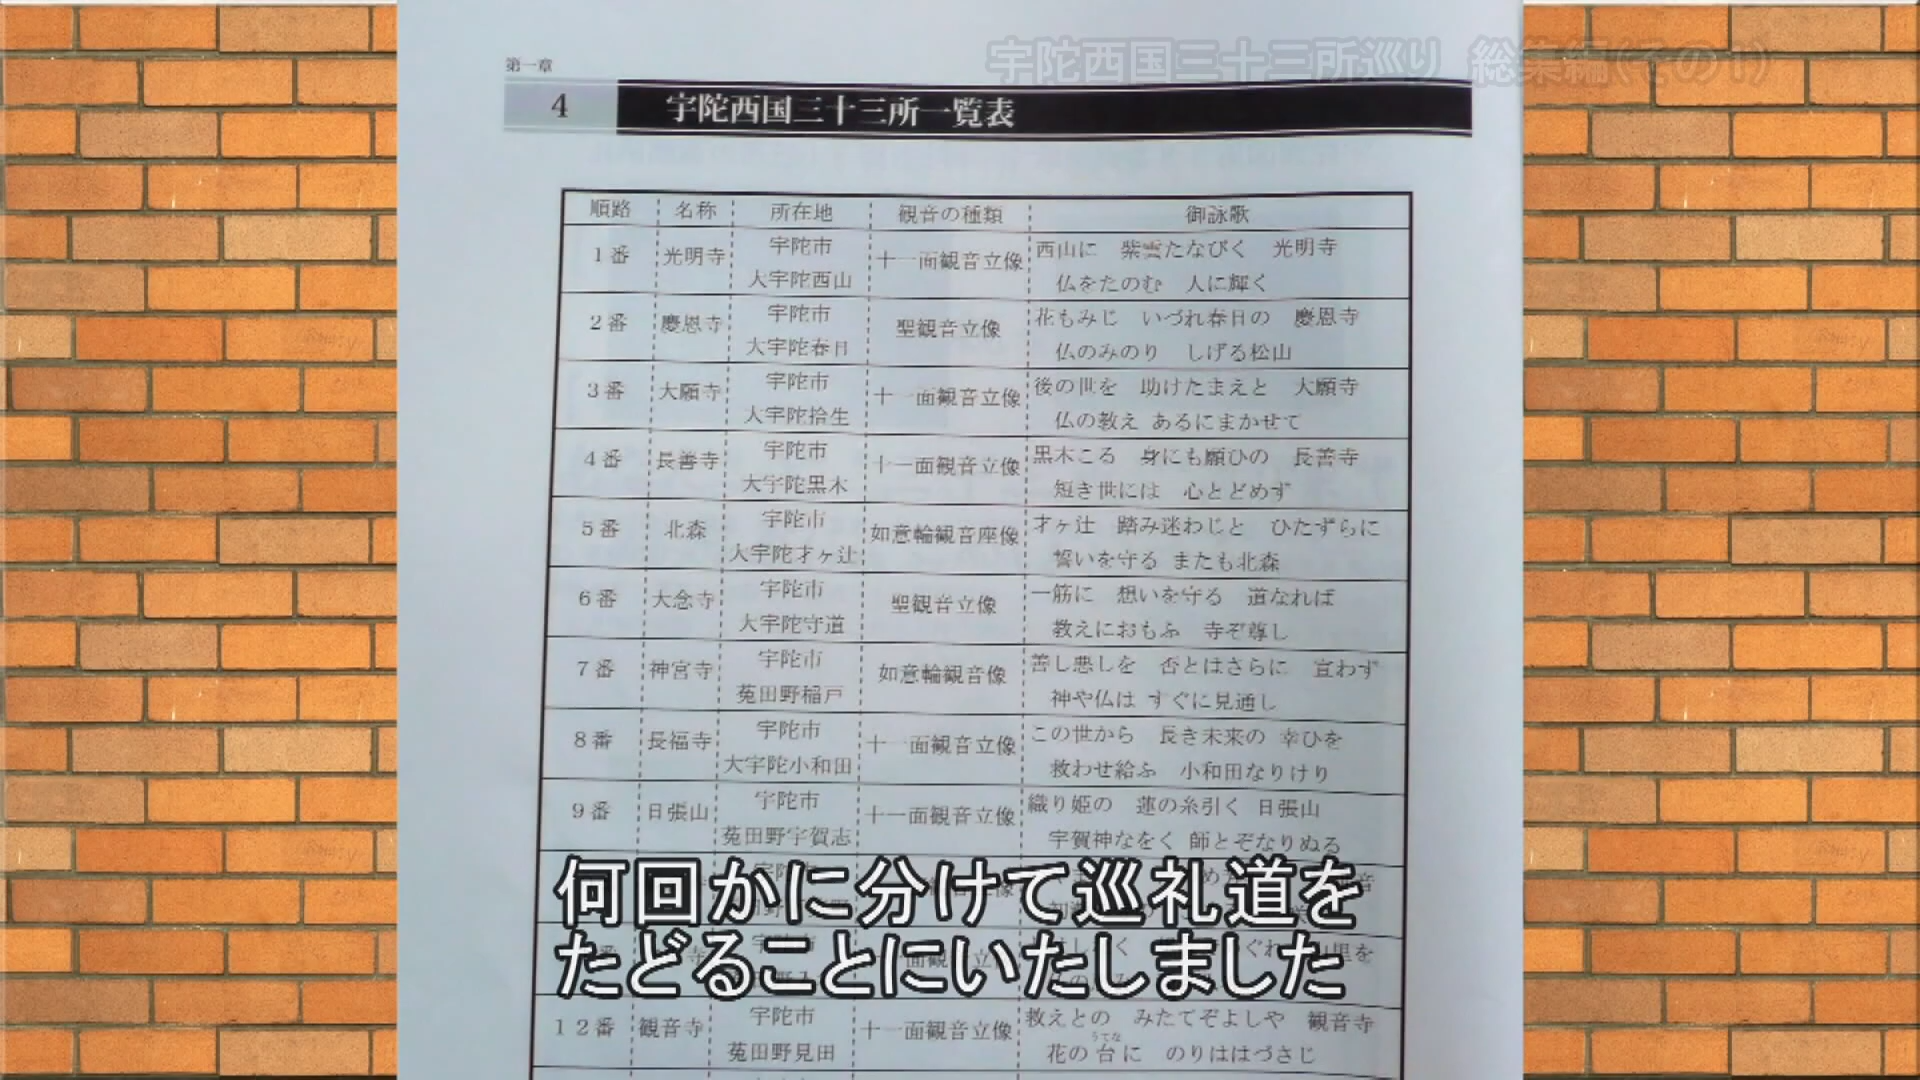 宇陀西国三十三所巡り 総集編(その1)
第一章
4 宇陀西国三十三所一覧表
順路 名称 所在地 観音の種類 御詠歌
1番 光明寺 宇陀市 大宇陀西山 十一面観音立像 西山に 紫雲たなびく 光明寺
仏をたのむ 人に輝く
2番 慶恩寺 宇陀市 大宇陀春日 聖観音立像 花もみじ いづれ春日の 慶恩寺
仏のみのり しげる松山
3番 大願寺 宇陀市 大宇陀拾生 十一面観音立像 後の世を 助けたまえと 大願寺
仏の教え あるにまかせて
4番 長善寺 宇陀市 大宇陀黒木 十一面観音立像 黒木こる 身にも願ひの 長善寺
短き世には 心とどめず
5番 北森 宇陀市 大宇陀才ヶ辻 如意輪観音座像 才ヶ辻 踏み迷わじと ひたずらに
誓いを守る またも北森
6番 大念寺 宇陀市 大宇陀守道 聖観音立像 一筋に 想いを守る 道なれば
教えにおもふ 寺ぞ尊し
7番 神宮寺 宇陀市 菟田野稲戸 如意輪観音像 善し悪しを 否とはさらに 宣わず
神や仏は すぐに見通し
8番 長福寺 宇陀市 大宇陀小和田 十一面観音立像 この世から 長き未来の 幸ひを
救わせ給ふ 小和田なりけり
9番 日張山 宇陀市 菟田野宇賀志 十一面観音立像 織り姫の 蓮の糸引く 日張山
宇賀神なをく 師とぞなりぬる
何回かに分けて巡礼道を
たどることにいたしました
12番 観音寺 宇陀市 菟田野見田 十一面観音立像 救えとの みたてぞよしや 観音寺
花の台に のりははづさじ
うてな